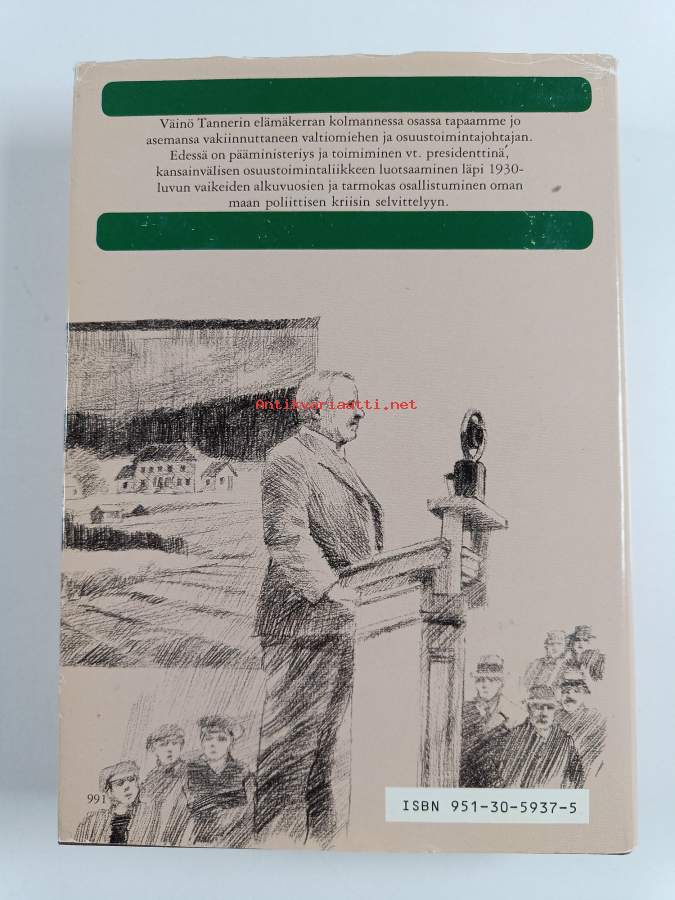 Väinö Tannerin elämäkerran kolmannessa osassa tapaamme jo
asemansa vakiinnuttaneen valtiomiehen ja osuustoimintajohtajan.
Edessä on pääministeriys ja toimiminen vt. presidenttinä,
kansainvälisen osuustoimintaliikkeen luotsaaminen läpi 1930-
luvun vaikeiden alkuvuosien ja tarmokas osallistuminen oman
maan poliittisen kriisin selvittelyyn.
Antikvariaatti.net
991
ISBN 951-30-5937-5